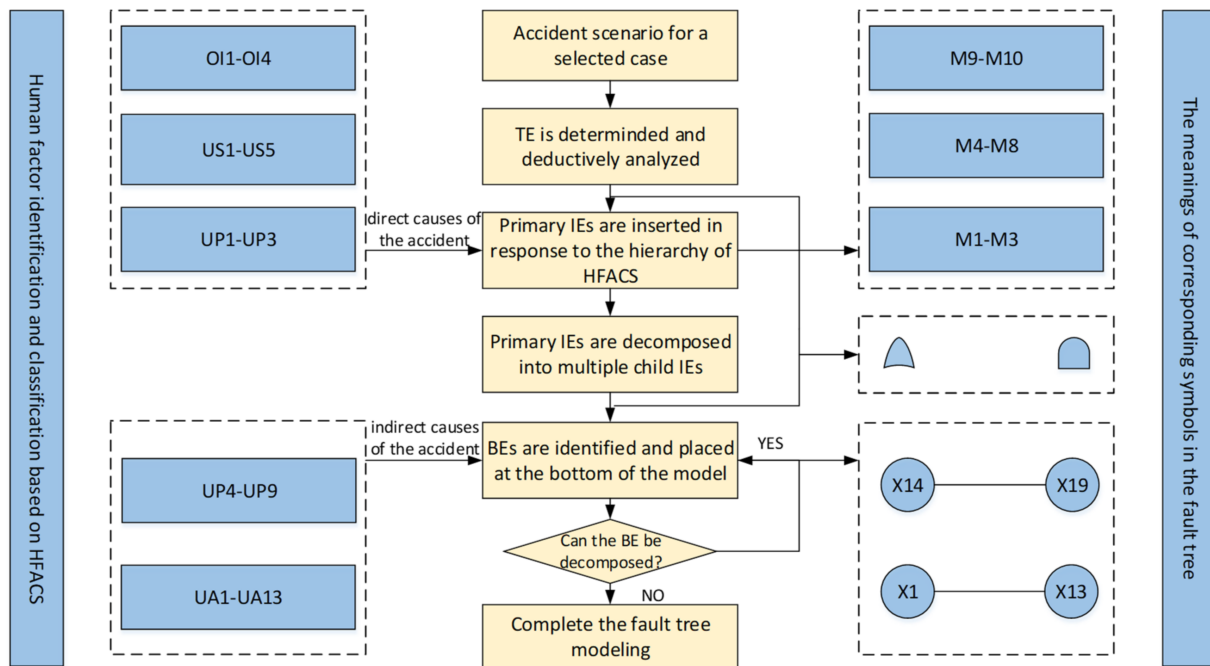 Human factor identification and classification based on HFACS
OI1-OI4
US1-US5
UP1-UP3
direct causes of
the accident
UP4-UP9
UA1-UA13
indirect causes
of the accident
Accident scenario for a
selected case
TE is determinded and
deductively analyzed
Primary IEs are inserted in
response to the hierarchy of
HFACS
Primary IEs are decomposed
into multiple child IEs
BEs are identified and placed
at the bottom of the model
YES
Can the BE be
decomposed?
NO
Complete the fault tree
modeling
M9-M10
M4-M8
M1-M3
X14
X19
X1
X13
The meanings of corresponding symbols in the fault tree